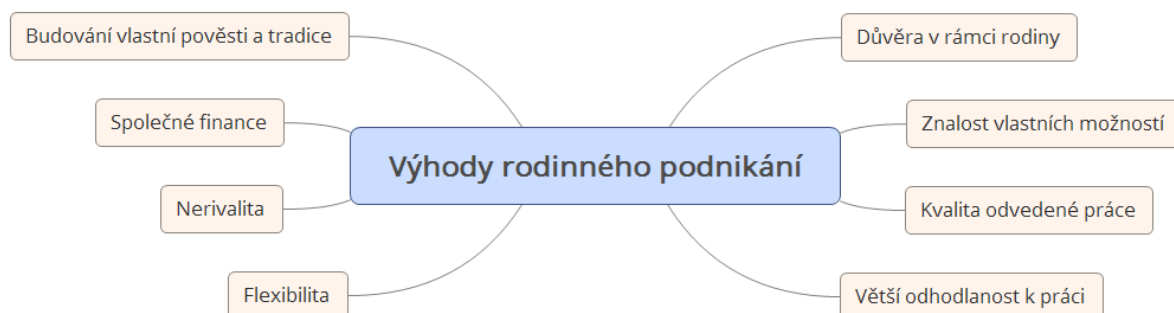 Budování vlastní pověsti a tradice
Důvěra v rámci rodiny
Společné finance
Znalost vlastních možností
Výhody rodinného podnikání
Nerivalita
Kvalita odvedené práce
Flexibilita
Větší odhodlanost k práci